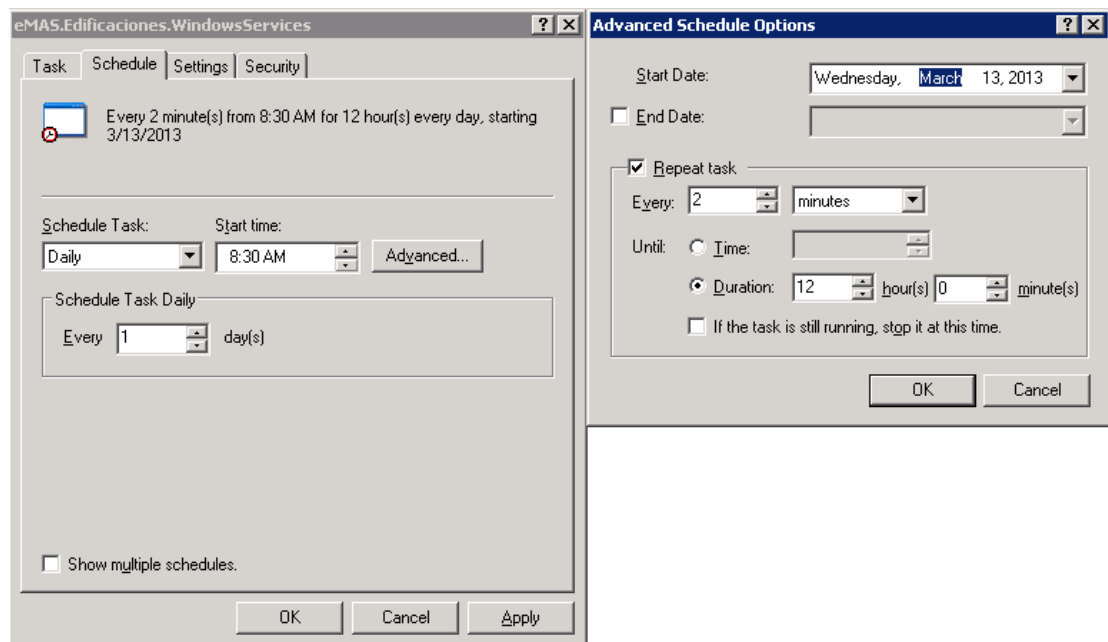 eMAS.Edificaciones.WindowsServices
Task Schedule Settings Security
Every 2 minute(s) from 8:30 AM for 12 hour(s) every day, starting
3/13/2013
Schedule Task: Start time:
Daily 8:30 AM Advanced...
Schedule Task Daily
Every 1 day(s)
Show multiple schedules.
OK Cancel Apply
Advanced Schedule Options
Start Date: Wednesday, March 13, 2013
End Date:
Repeat task
Every: 2 minutes
Until: Time:
Duration: 12 hour(s) 0 minute(s)
If the task is still running, stop it at this time.
OK Cancel